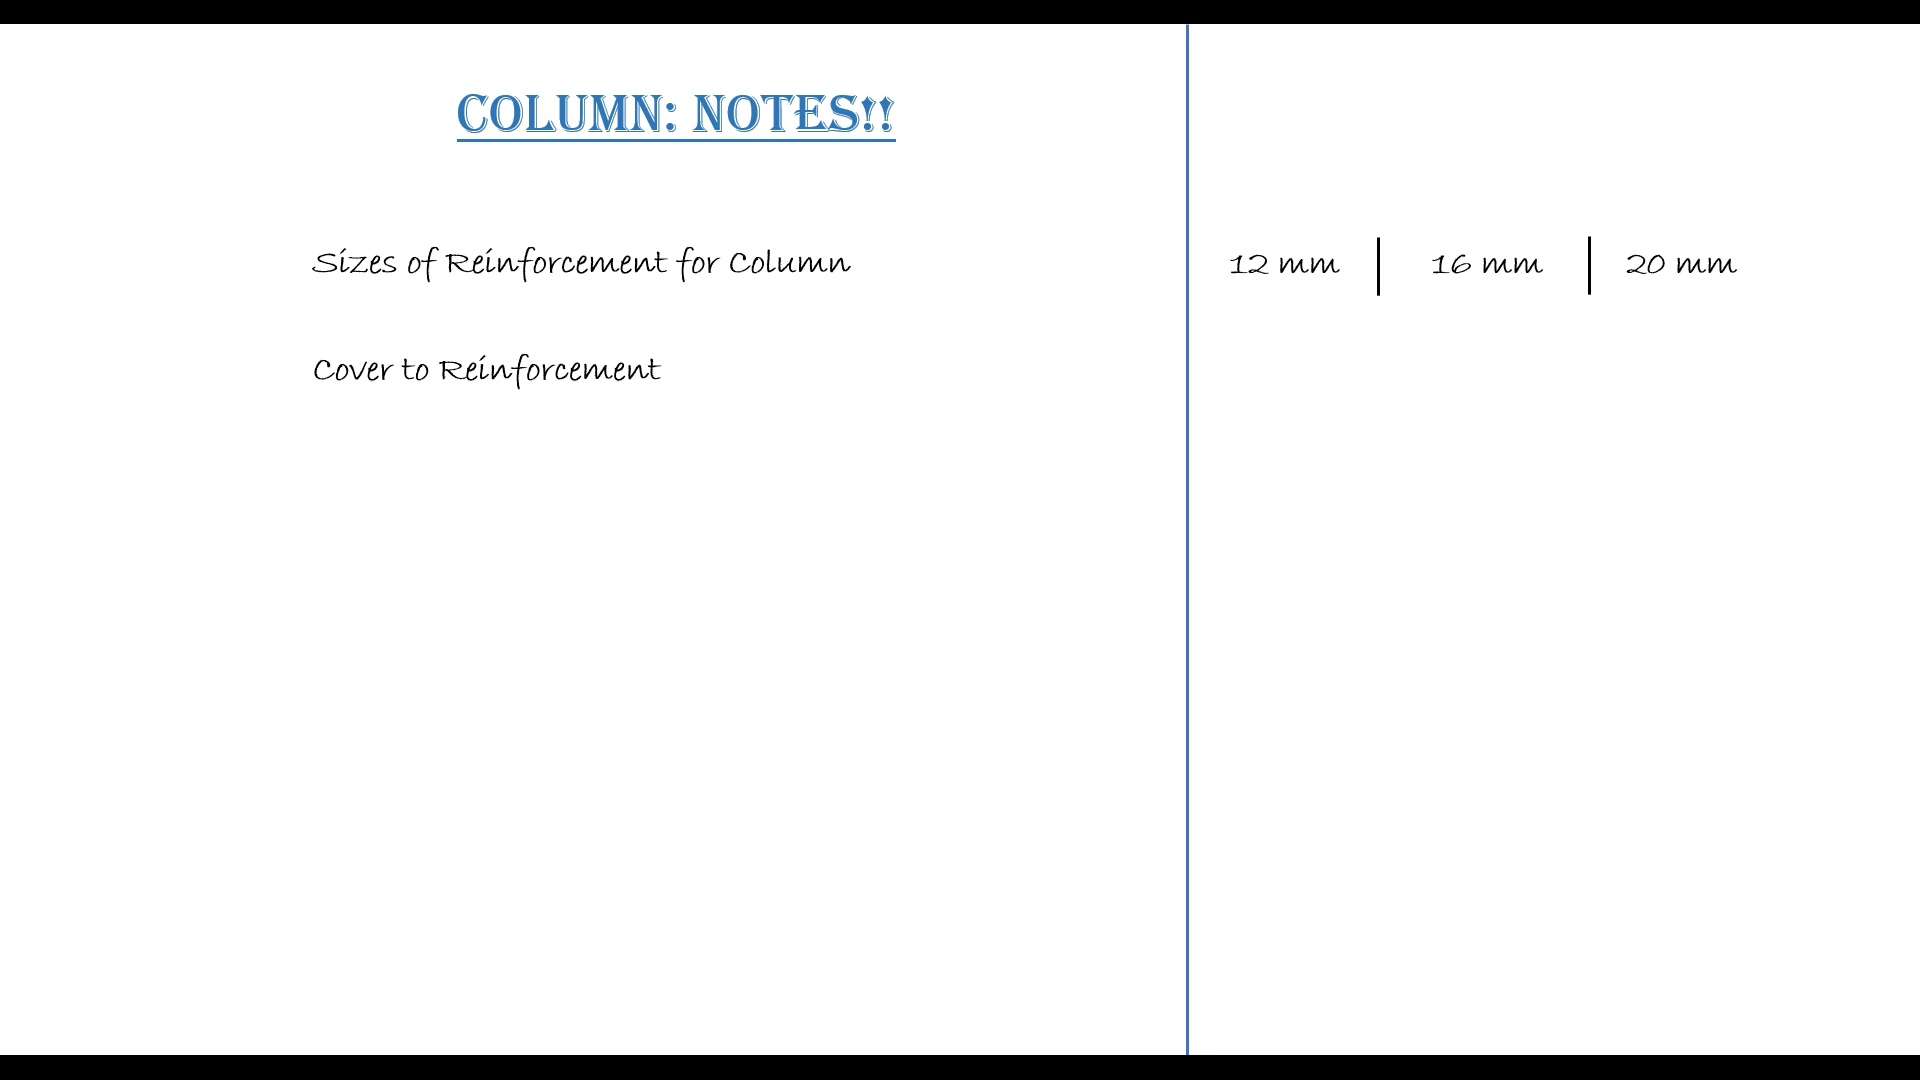 COLUMN: NOTES!!
Sizes of Reinforcement for Column
12 mm | 16 mm | 20 mm
Cover to Reinforcement